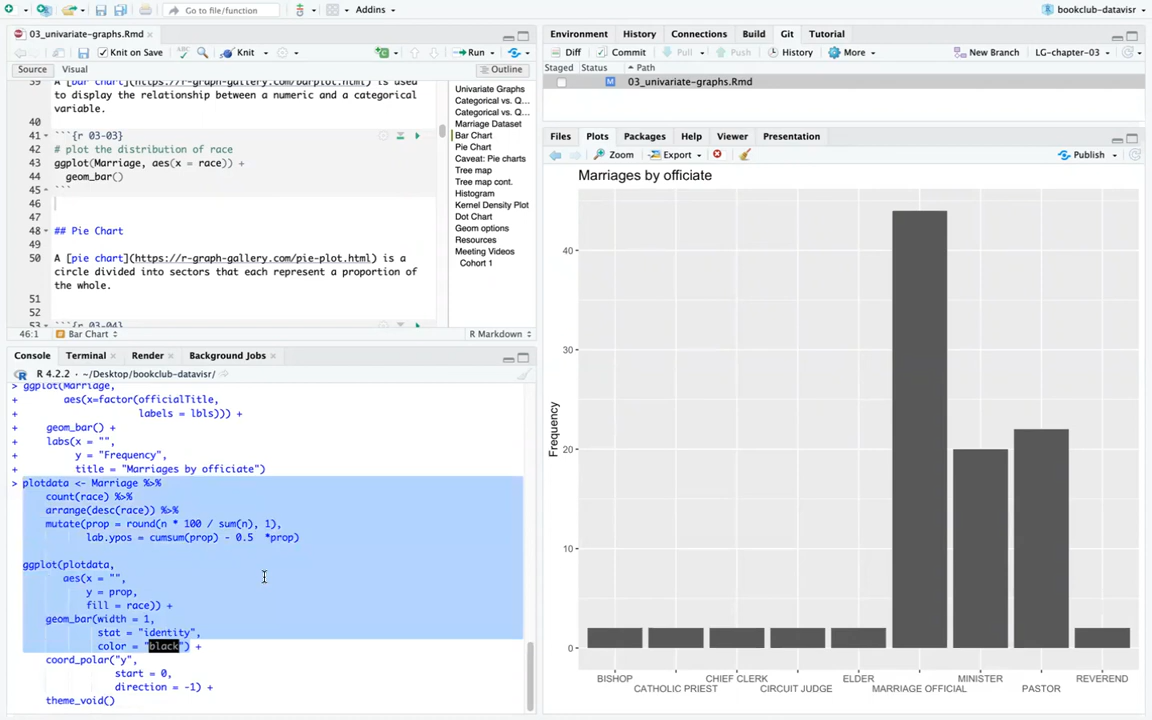 Go to file/function
Addins
bookclub-datavisr
03_univariate-graphs.Rmd
Knit on Save
Knit
Run
Source
Visual
Outline
39
A [bar chart](https://r-graph-gallery.com/barplot.html) is used
to display the relationship between a numeric and a categorical
variable.
40
41 ```{r 03-03}
42 # plot the distribution of race
43 ggplot(Marriage, aes(x = race)) +
44 geom_bar()
45 ```
46
47
48 ## Pie Chart
49
50 A [pie chart](https://r-graph-gallery.com/pie-plot.html) is a
circle divided into sectors that each represent a proportion of
the whole.
51
52
53 ```{r 03-04}
46:1
Bar Chart
R Markdown
Univariate Graphs
Categorical vs. Q...
Categorical vs. Q...
Marriage Dataset
Bar Chart
Pie Chart
Caveat: Pie charts
Tree map
Tree map cont.
Histogram
Kernel Density Plot
Dot Chart
Geom options
Resources
Meeting Videos
Cohort 1
Console
Terminal
Render
Background Jobs
R 4.2.2 · ~/Desktop/bookclub-datavisr/
> ggplot(Marriage,
+ aes(x=factor(officialTitle,
+ labels = lbls))) +
+ geom_bar() +
+ labs(x = "",
+ y = "Frequency",
+ title = "Marriages by officiate")
> plotdata <- Marriage %>%
count(race) %>%
arrange(desc(race)) %>%
mutate(prop = round(n * 100 / sum(n), 1),
lab.ypos = cumsum(prop) - 0.5 *prop)
ggplot(plotdata,
aes(x = "",
y = prop,
fill = race)) +
geom_bar(width = 1,
stat = "identity",
color = "black") +
coord_polar("y",
start = 0,
direction = -1) +
theme_void()
Environment
History
Connections
Build
Git
Tutorial
Diff
Commit
Pull
Push
History
More
New Branch
LG-chapter-03
Staged
Status
Path
M
03_univariate-graphs.Rmd
Files
Plots
Packages
Help
Viewer
Presentation
Zoom
Export
Publish
Marriages by officiate
Frequency
40
30
20
10
0
BISHOP
CATHOLIC PRIEST
CHIEF CLERK
CIRCUIT JUDGE
ELDER
MARRIAGE OFFICIAL
MINISTER
PASTOR
REVEREND